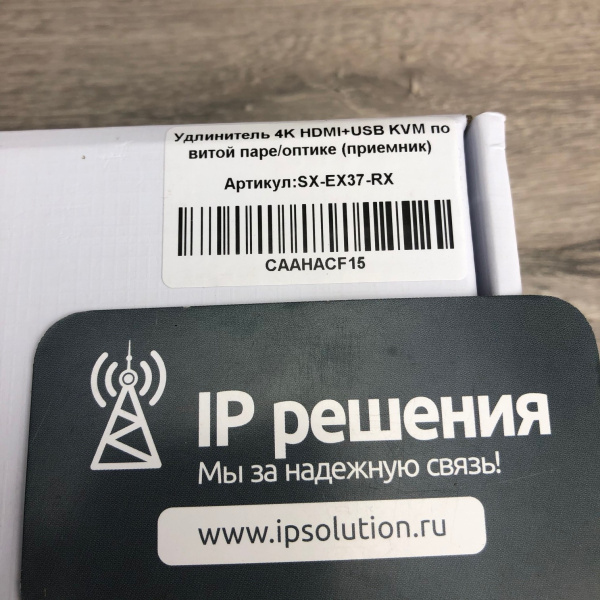 Удлинитель 4K HDMI+USB KVM по
витой паре/оптике (приемник)
Артикул:SX-EX37-RX
CAAHACF15
IP решения
Мы за надежную связь!
www.ipsolution.ru